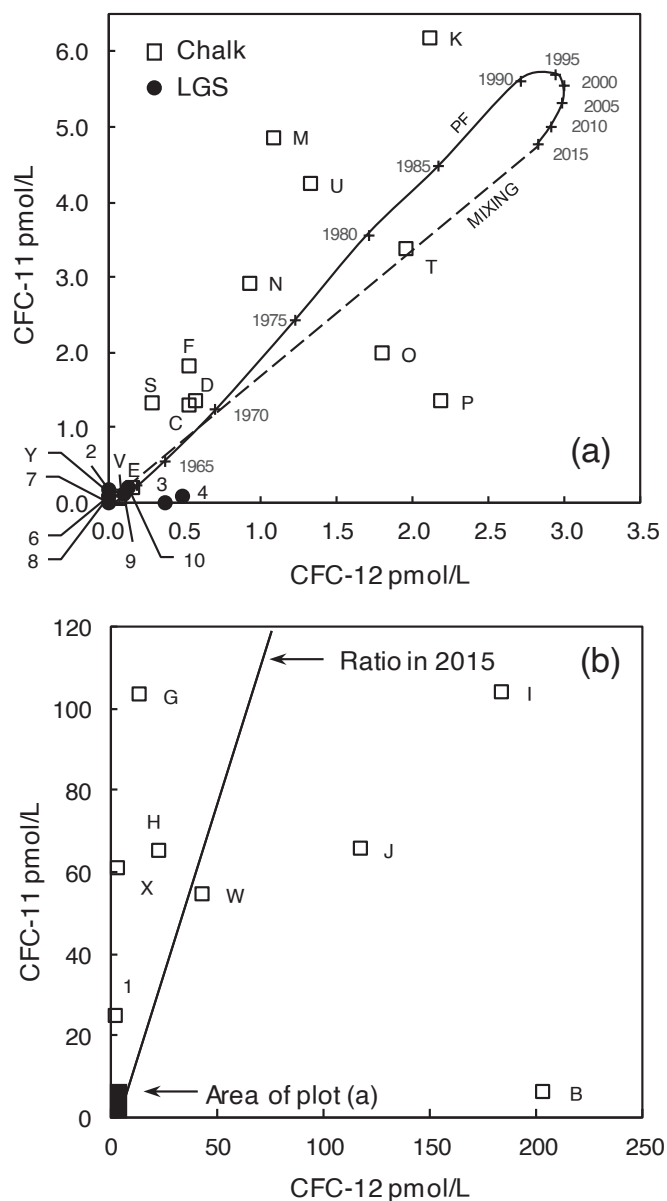 6.0
5.0
4.0
3.0
2.0
1.0
0.0
CFC-11 pmol/L
Chalk
LGS
K
M
U
N
F
S
D
C
T
O
P
PF
MIXING
1995
1990
2000
2005
2010
2015
1985
1980
1975
1970
1965
Y
2
V
E
3
4
7
6
8
9
10
(a)
0.0 0.5 1.0 1.5 2.0 2.5 3.0 3.5
CFC-12 pmol/L
120
100
80
60
40
20
0
CFC-11 pmol/L
Ratio in 2015
(b)
G
I
H
J
X
W
1
Area of plot (a)
B
0 50 100 150 200 250
CFC-12 pmol/L